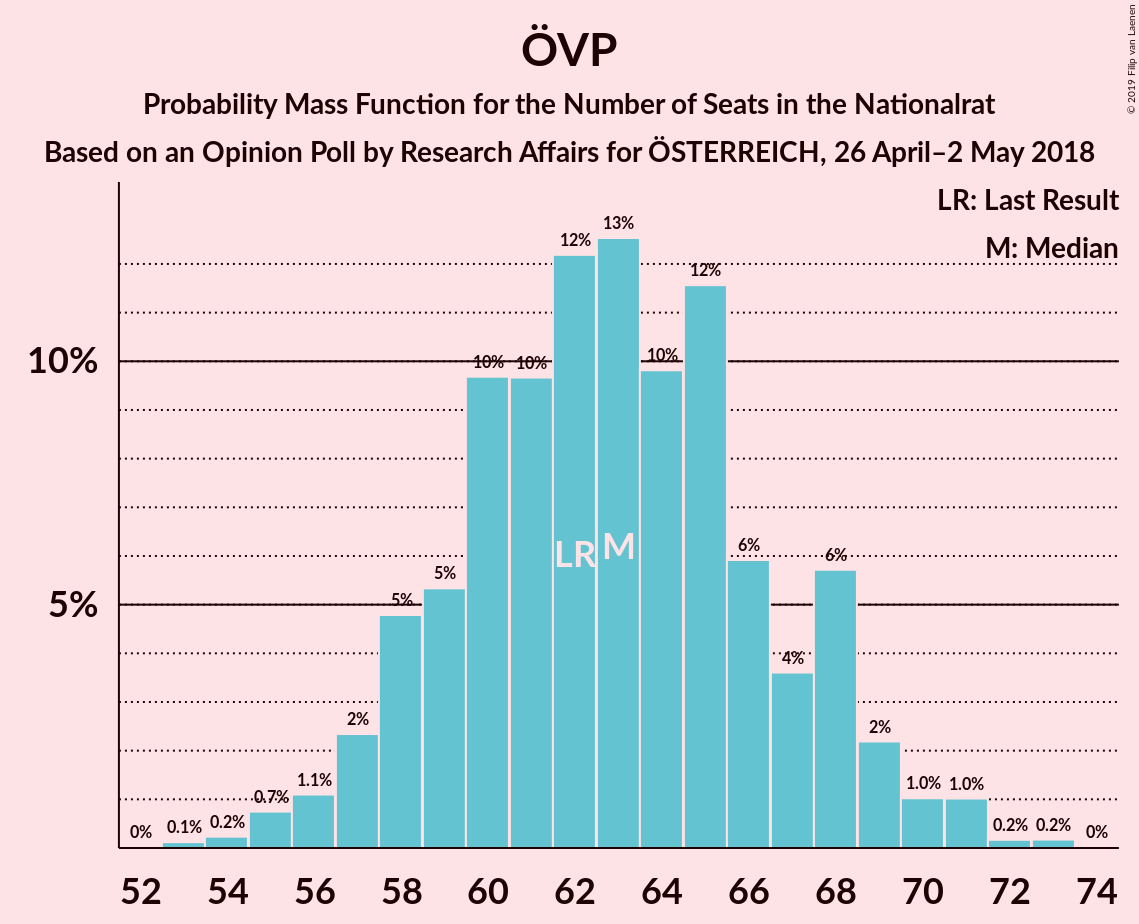 ÖVP
Probability Mass Function for the Number of Seats in the Nationalrat
Based on an Opinion Poll by Research Affairs for ÖSTERREICH, 26 April–2 May 2018
© 2019 Filip van Laenen
LR: Last Result
M: Median
10%
5%
0%
0.1%
0.2%
0.7%
1.1%
2%
5%
5%
10%
10%
12%
13%
10%
12%
6%
4%
6%
2%
1.0%
1.0%
0.2%
0.2%
0%
LR
M
52 54 56 58 60 62 64 66 68 70 72 74